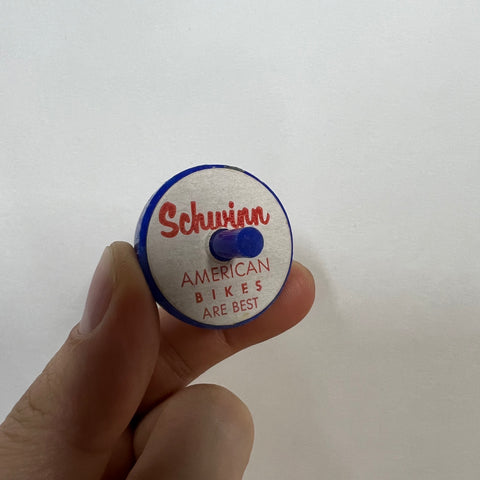 Schwinn
AMERICAN
BIKES
ARE BEST